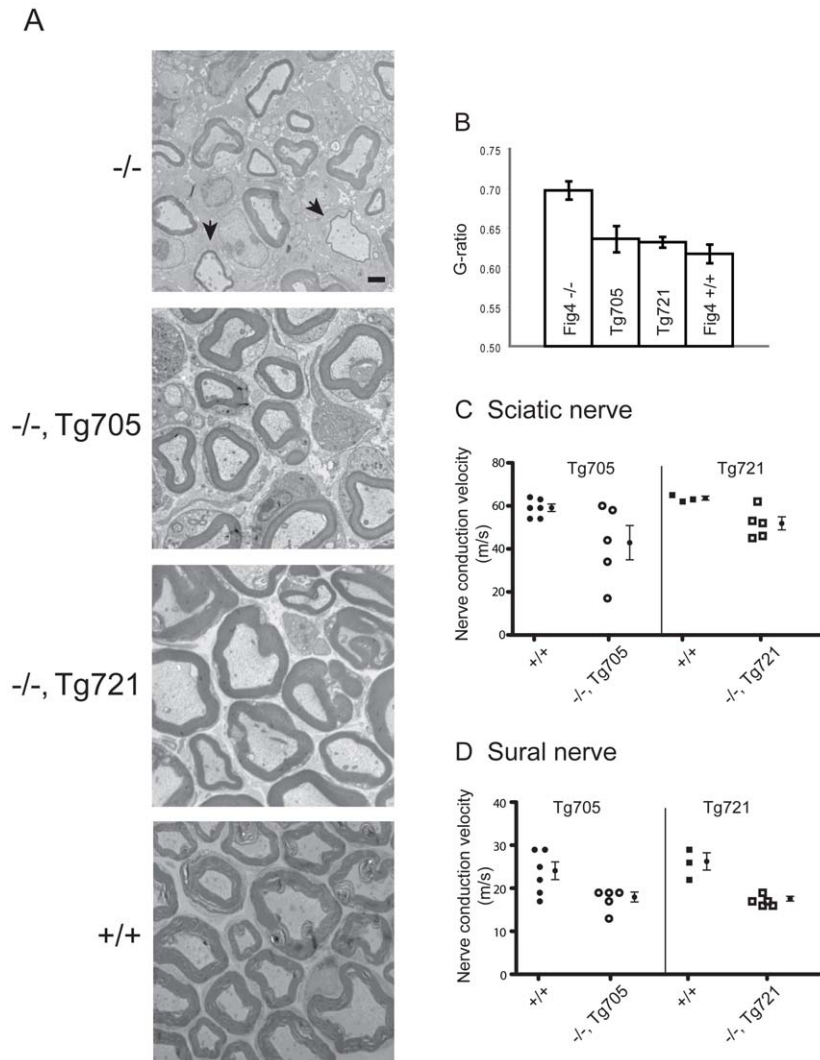 A
-/-
-/-, Tg705
-/-, Tg721
+/+
B
G-ratio
0.75
0.70
0.65
0.60
0.55
0.50
Fig4 -/-
Tg705
Tg721
Fig4 +/+
C Sciatic nerve
Tg705 Tg721
Nerve conduction velocity
(m/s)
80
60
40
20
0
+/+
-/-, Tg705
+/+
-/-, Tg721
D Sural nerve
Tg705 Tg721
Nerve conduction velocity
(m/s)
40
30
20
10
0
+/+
-/-, Tg705
+/+
-/-, Tg721